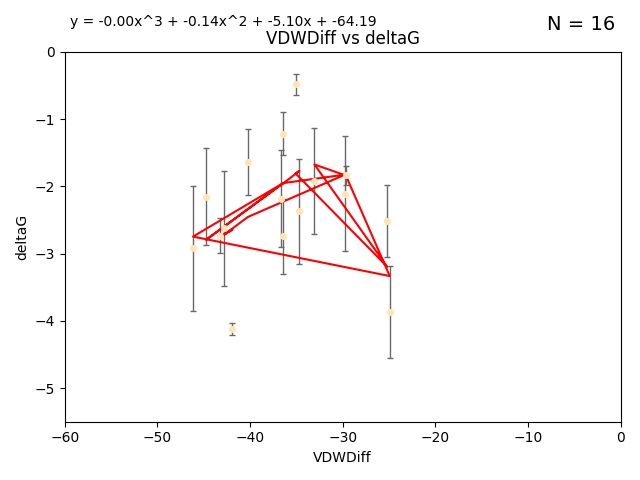 y = -0.00x^3 + -0.14x^2 + -5.10x + -64.19
N = 16
VDWDiff vs deltaG
0
−1
−2
−3
−4
−5
deltaG
−60 −50 −40 −30 −20 −10 0
VDWDiff